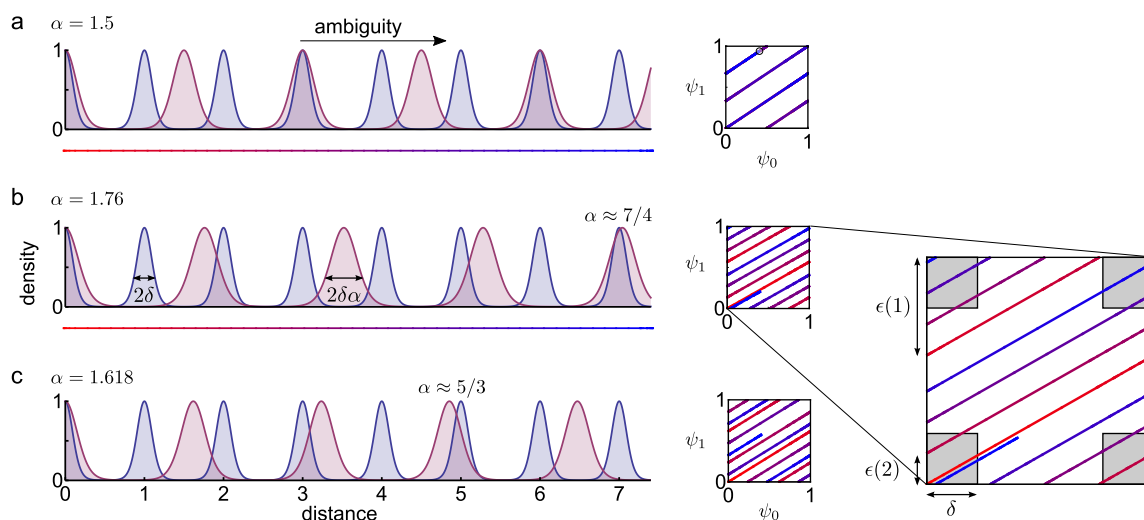 a
α = 1.5
ambiguity
1
0
ψ₁
1
0
0 1
ψ₀
b
α = 1.76
α ≈ 7/4
density
1
0
2δ
2δα
ψ₁
1
0
0 1
ϵ(1)
ϵ(2)
δ
c
α = 1.618
α ≈ 5/3
1
0
0 1 2 3 4 5 6 7
distance
ψ₁
1
0
0 1
ψ₀